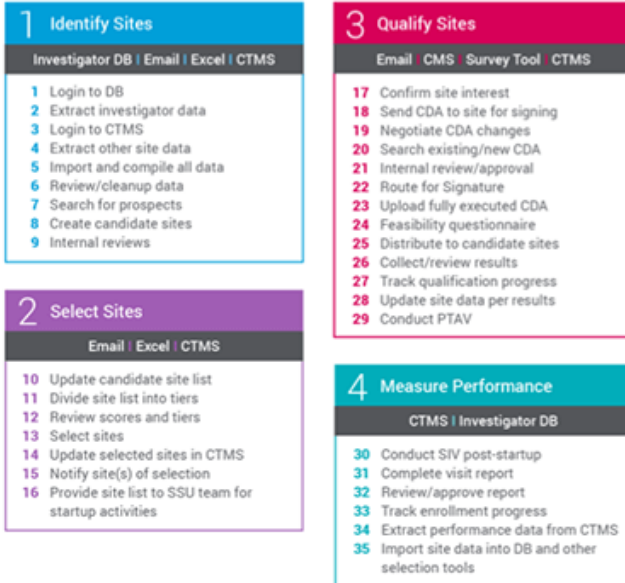 1 Identify Sites
Investigator DB | Email | Excel | CTMS
1 Login to DB
2 Extract investigator data
3 Login to CTMS
4 Extract other site data
5 Import and compile all data
6 Review/cleanup data
7 Search for prospects
8 Create candidate sites
9 Internal reviews
2 Select Sites
Email | Excel | CTMS
10 Update candidate site list
11 Divide site list into tiers
12 Review scores and tiers
13 Select sites
14 Update selected sites in CTMS
15 Notify site(s) of selection
16 Provide site list to SSU team for
startup activities
3 Qualify Sites
Email | CMS | Survey Tool | CTMS
17 Confirm site interest
18 Send CDA to site for signing
19 Negotiate CDA changes
20 Search existing/new CDA
21 Internal review/approval
22 Route for Signature
23 Upload fully executed CDA
24 Feasibility questionnaire
25 Distribute to candidate sites
26 Collect/review results
27 Track qualification progress
28 Update site data per results
29 Conduct PTAV
4 Measure Performance
CTMS | Investigator DB
30 Conduct SIV post-startup
31 Complete visit report
32 Review/approve report
33 Track enrollment progress
34 Extract performance data from CTMS
35 Import site data into DB and other
selection tools